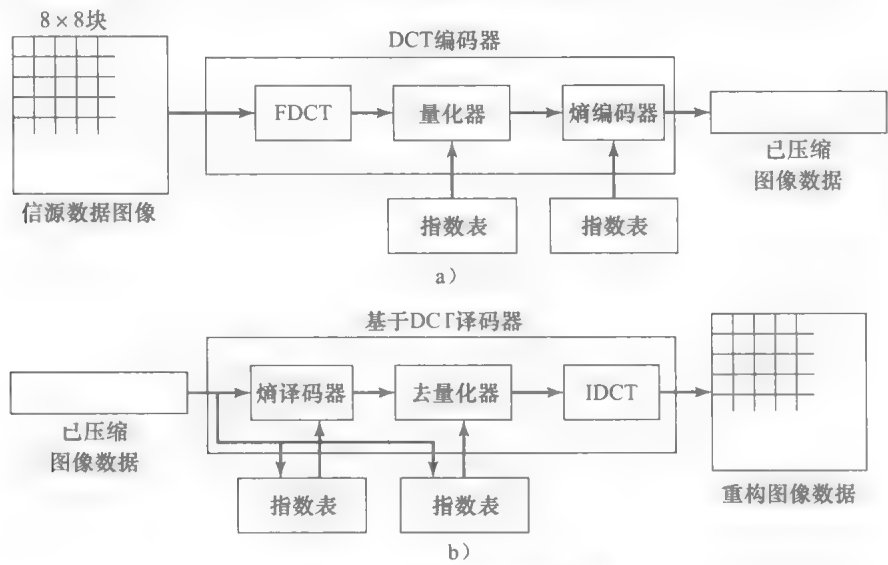 8×8块
DCT编码器
FDCT
量化器
熵编码器
已压缩
图像数据
信源数据图像
指数表
指数表
a）
基于DCT译码器
熵译码器
去量化器
IDCT
已压缩
图像数据
指数表
指数表
重构图像数据
b）